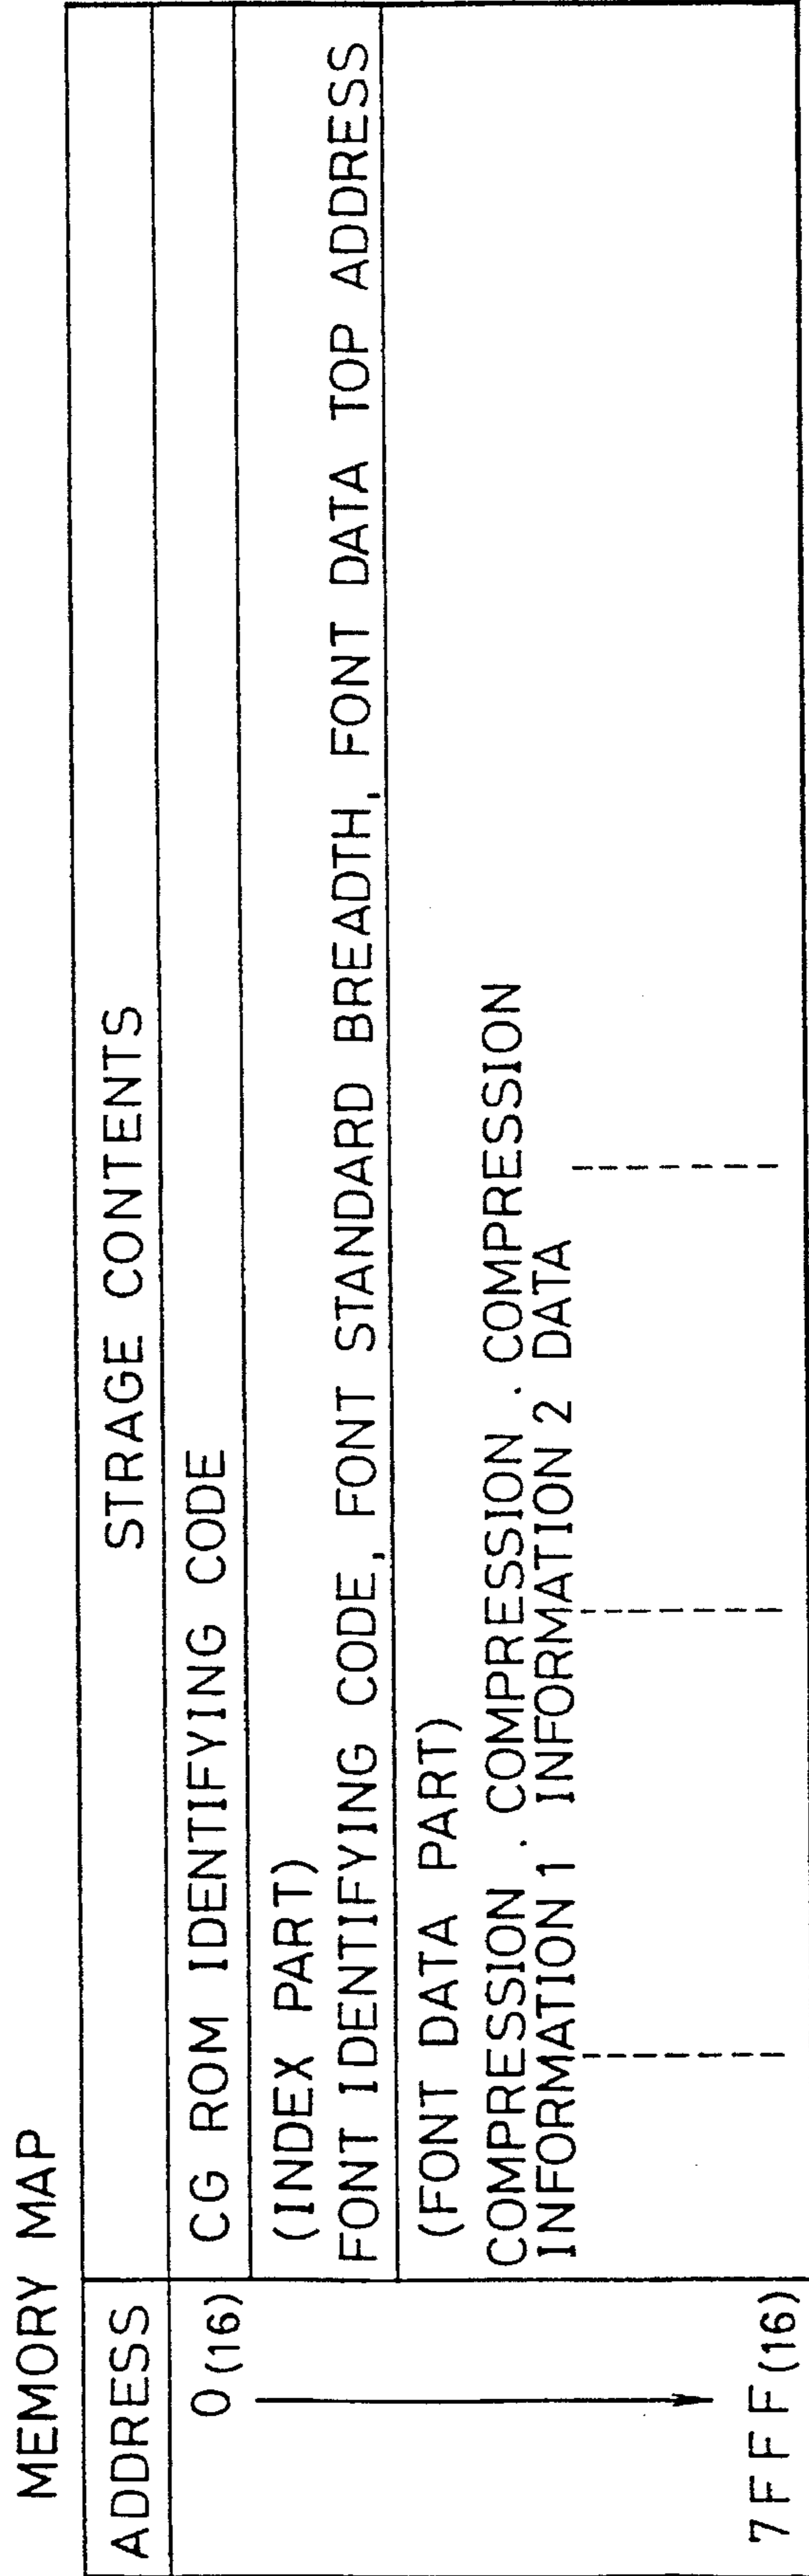 MEMORY MAP
ADDRESS
STRAGE CONTENTS
0 (16)
CG ROM IDENTIFYING CODE
(INDEX PART)
FONT IDENTIFYING CODE, FONT STANDARD BREADTH, FONT DATA TOP ADDRESS
(FONT DATA PART)
COMPRESSION . COMPRESSION . COMPRESSION
INFORMATION 1 INFORMATION 2 DATA
7FFF (16)